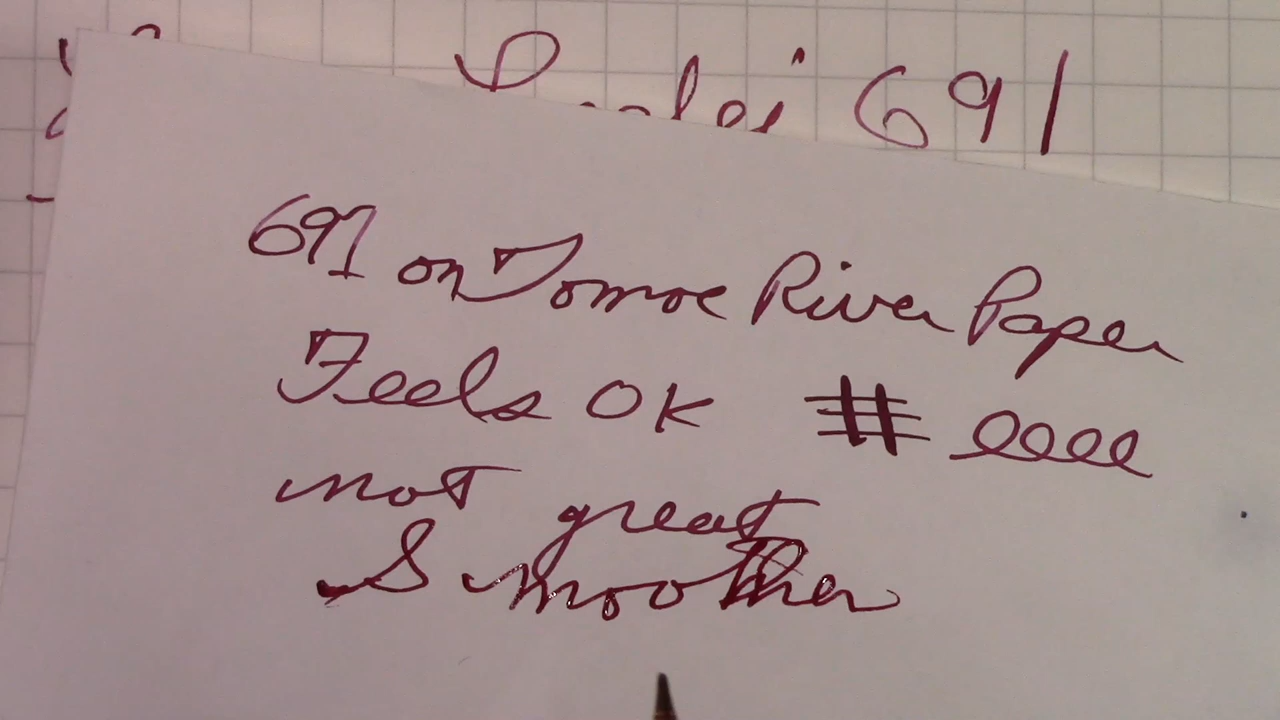 691
691 on Tomoe River Paper
Feels OK # eeee
not great
Smoother